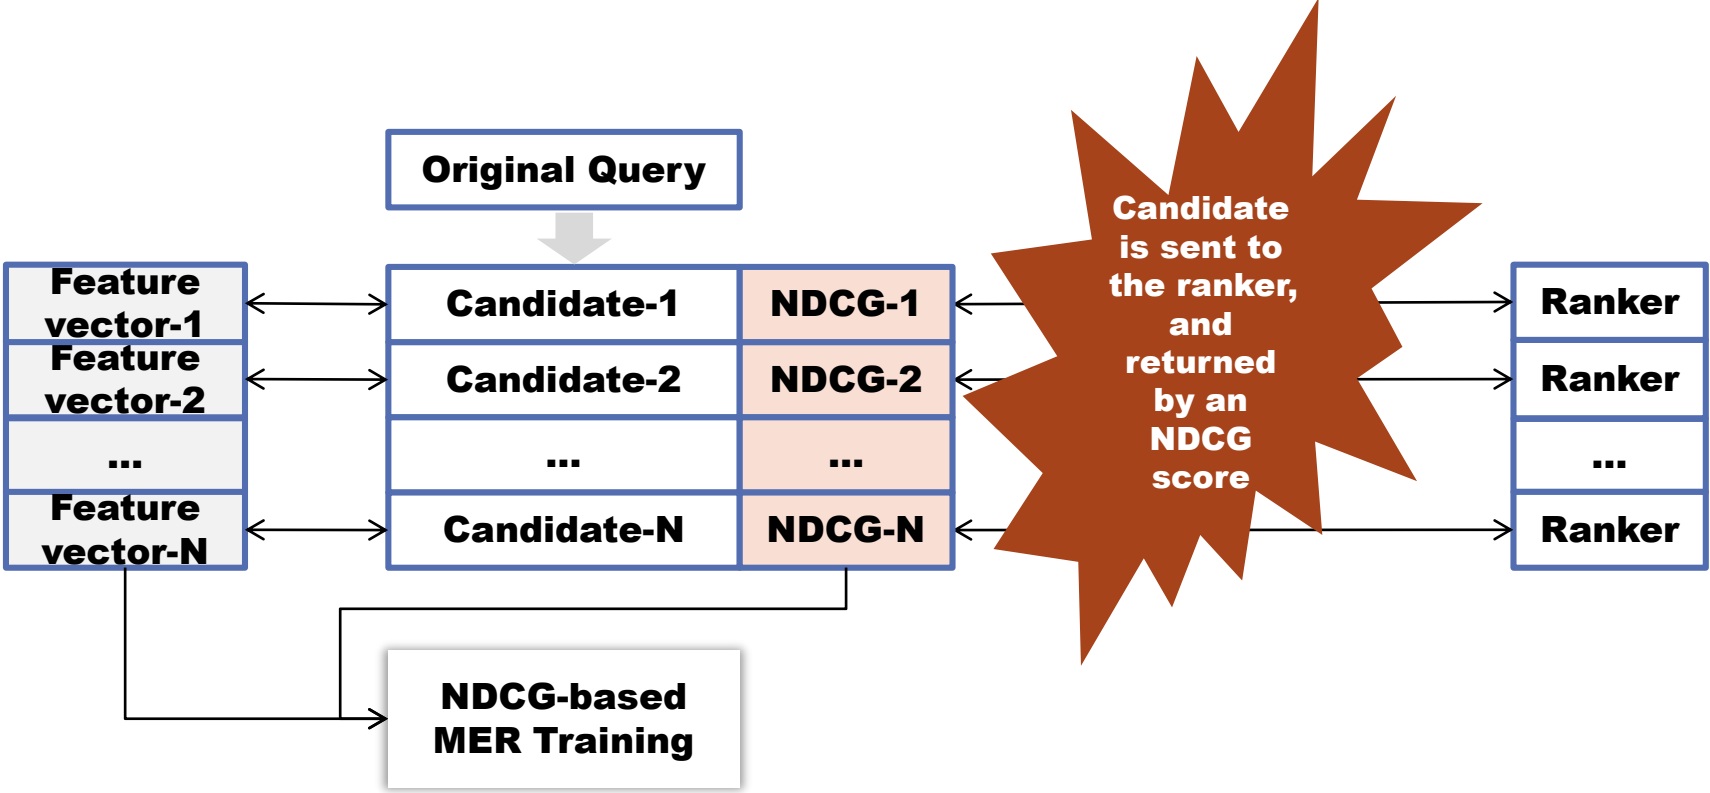 Original Query
Feature
vector-1
Candidate-1
NDCG-1
Ranker
Feature
vector-2
Candidate-2
NDCG-2
Ranker
...
...
...
...
Feature
vector-N
Candidate-N
NDCG-N
Ranker
Candidate
is sent to
the ranker,
and
returned
by an
NDCG
score
NDCG-based
MER Training